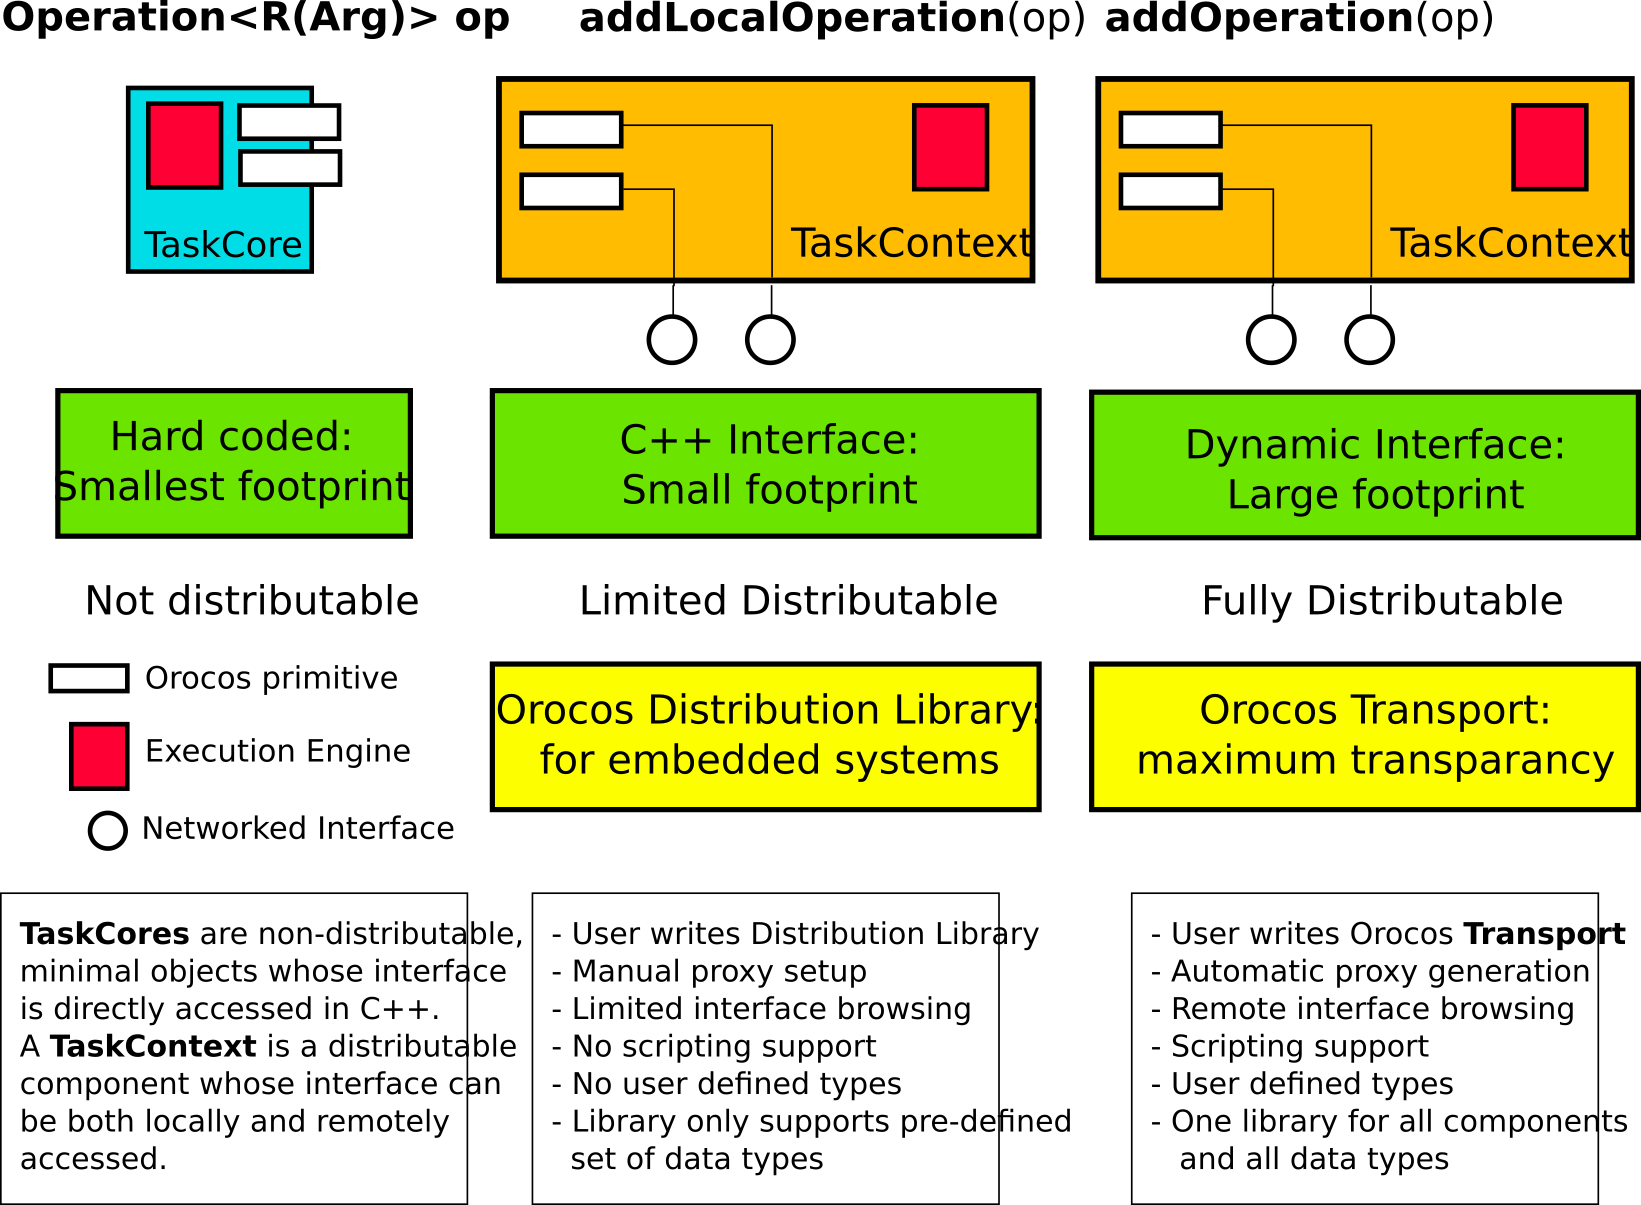 Operation<R(Arg)> op
addLocalOperation(op)
addOperation(op)
TaskCore
TaskContext
TaskContext
Hard coded:
Smallest footprint
C++ Interface:
Small footprint
Dynamic Interface:
Large footprint
Not distributable
Limited Distributable
Fully Distributable
Orocos primitive
Execution Engine
Networked Interface
Orocos Distribution Library:
for embedded systems
Orocos Transport:
maximum transparancy
TaskCores are non-distributable,
minimal objects whose interface
is directly accessed in C++.
A TaskContext is a distributable
component whose interface can
be both locally and remotely
accessed.
- User writes Distribution Library
- Manual proxy setup
- Limited interface browsing
- No scripting support
- No user defined types
- Library only supports pre-defined
set of data types
- User writes Orocos Transport
- Automatic proxy generation
- Remote interface browsing
- Scripting support
- User defined types
- One library for all components
and all data types